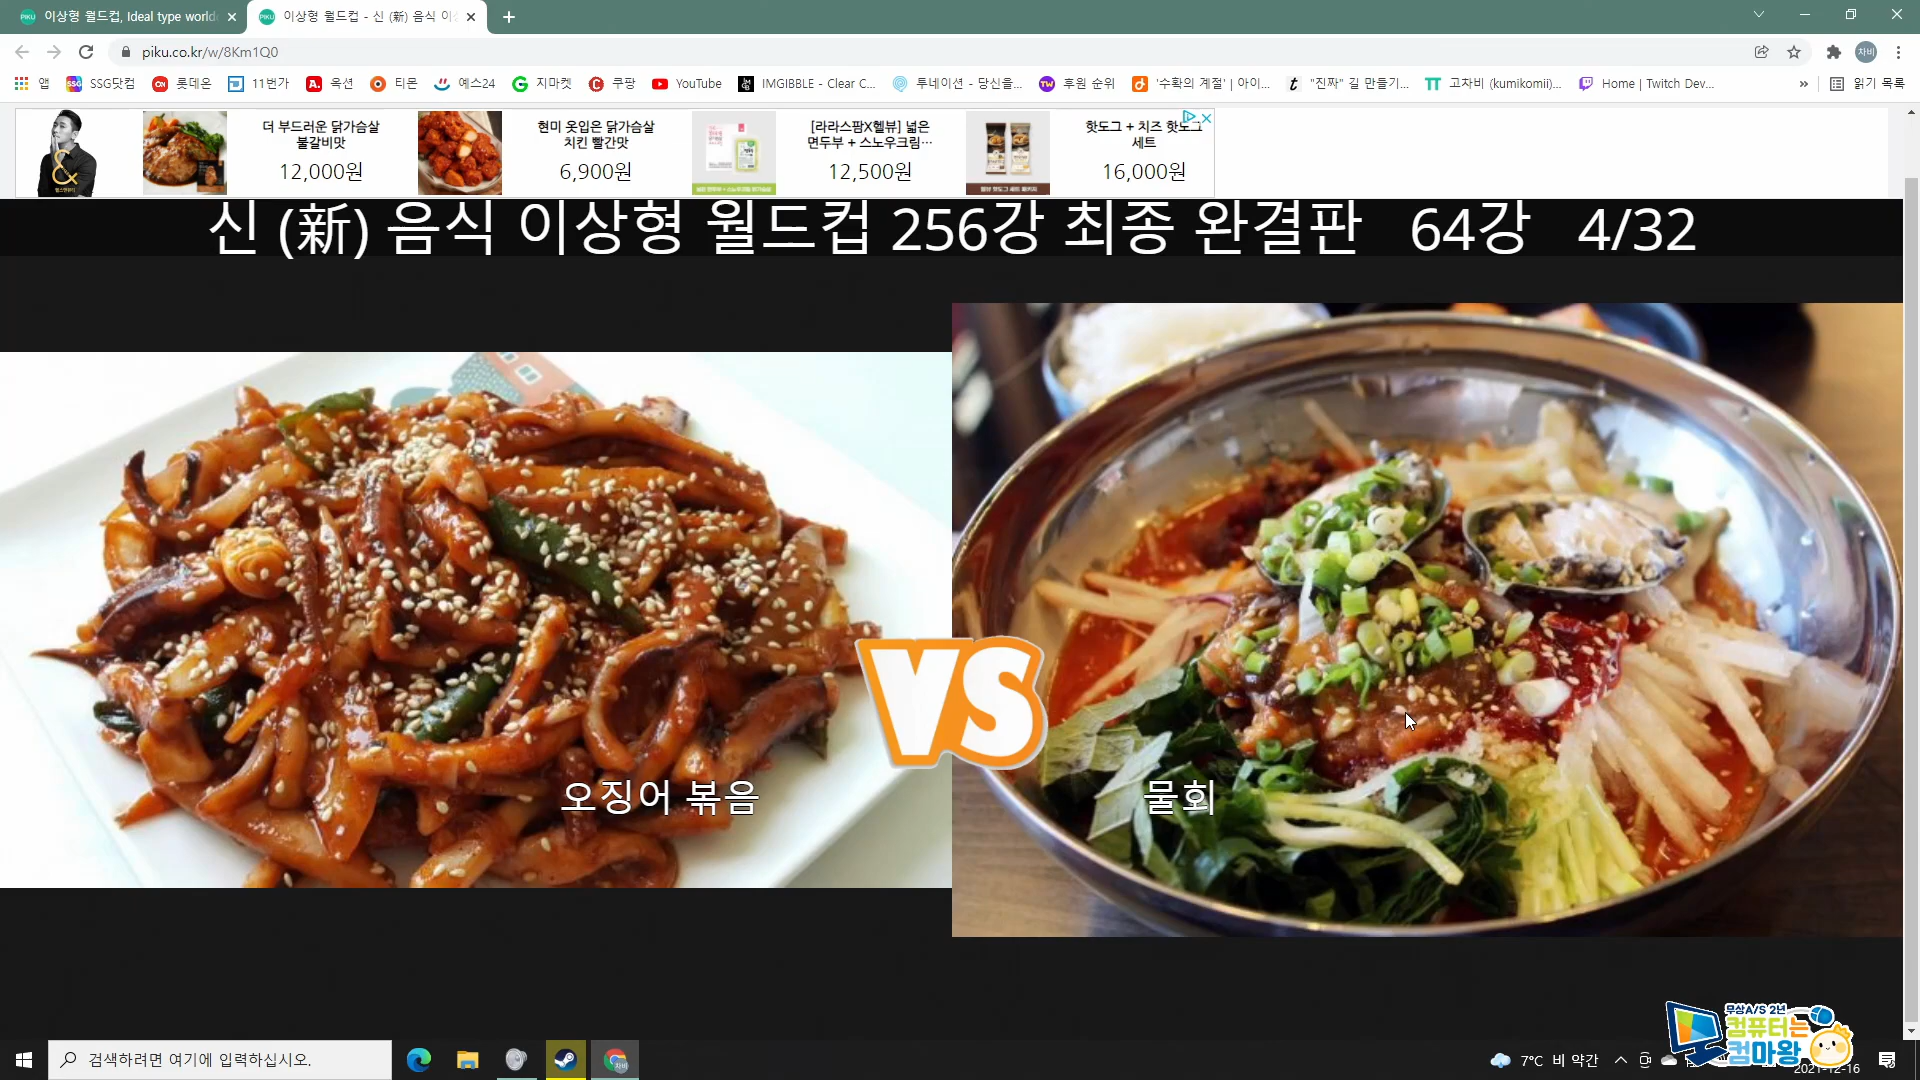 이상형 월드컵, Ideal type world
이상형 월드컵 - 신 (新) 음식 이상
piku.co.kr/w/8Km1Q0
차비
앱
SSG닷컴
롯데온
11번가
옥션
티몬
예스24
지마켓
쿠팡
YouTube
IMGIBBLE - Clear C...
투네이션 - 당신을...
후원 순위
'수확의 계절' | 아이...
"진짜" 길 만들기...
고차비 (kumikomii)...
Home | Twitch Dev...
»
읽기 목록
더 부드러운 닭가슴살
불갈비맛
12,000원
현미 옷입은 닭가슴살
치킨 빨간맛
6,900원
[라라스팜X헬뷰] 넓은
면두부 + 스노우크림...
12,500원
핫도그 + 치즈 핫도그
세트
16,000원
신 (新) 음식 이상형 월드컵 256강 최종 완결판 64강 4/32
VS
오징어 볶음
물회
무상A/S 2년
컴퓨터는
컴마왕
검색하려면 여기에 입력하십시오.
7°C 비 약간
2021-12-16